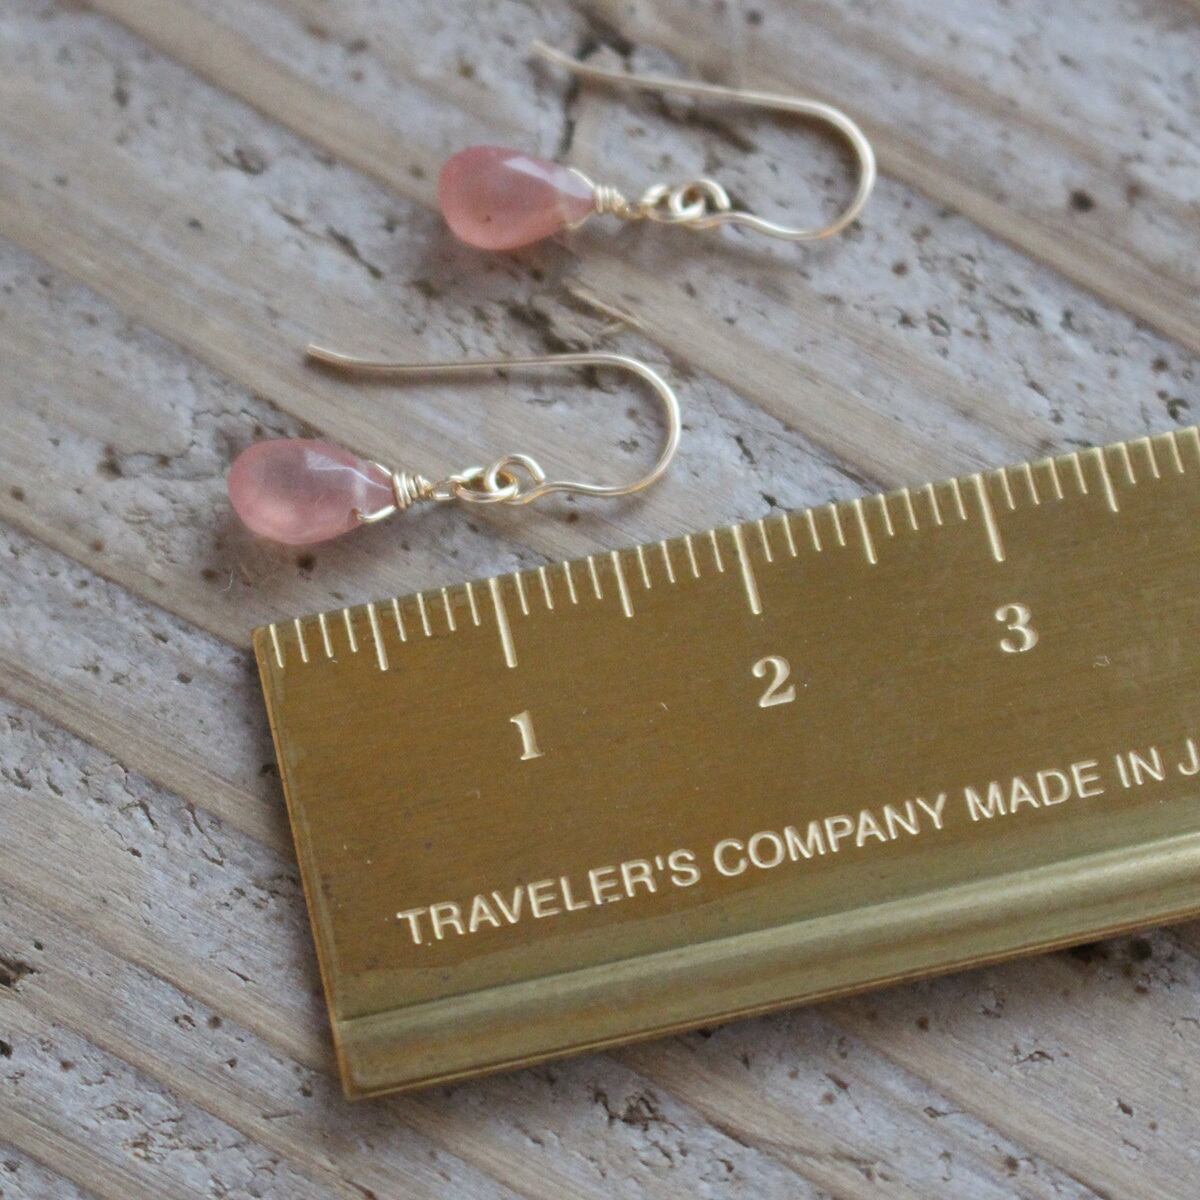 1 2 3
TRAVELER'S COMPANY MADE IN J